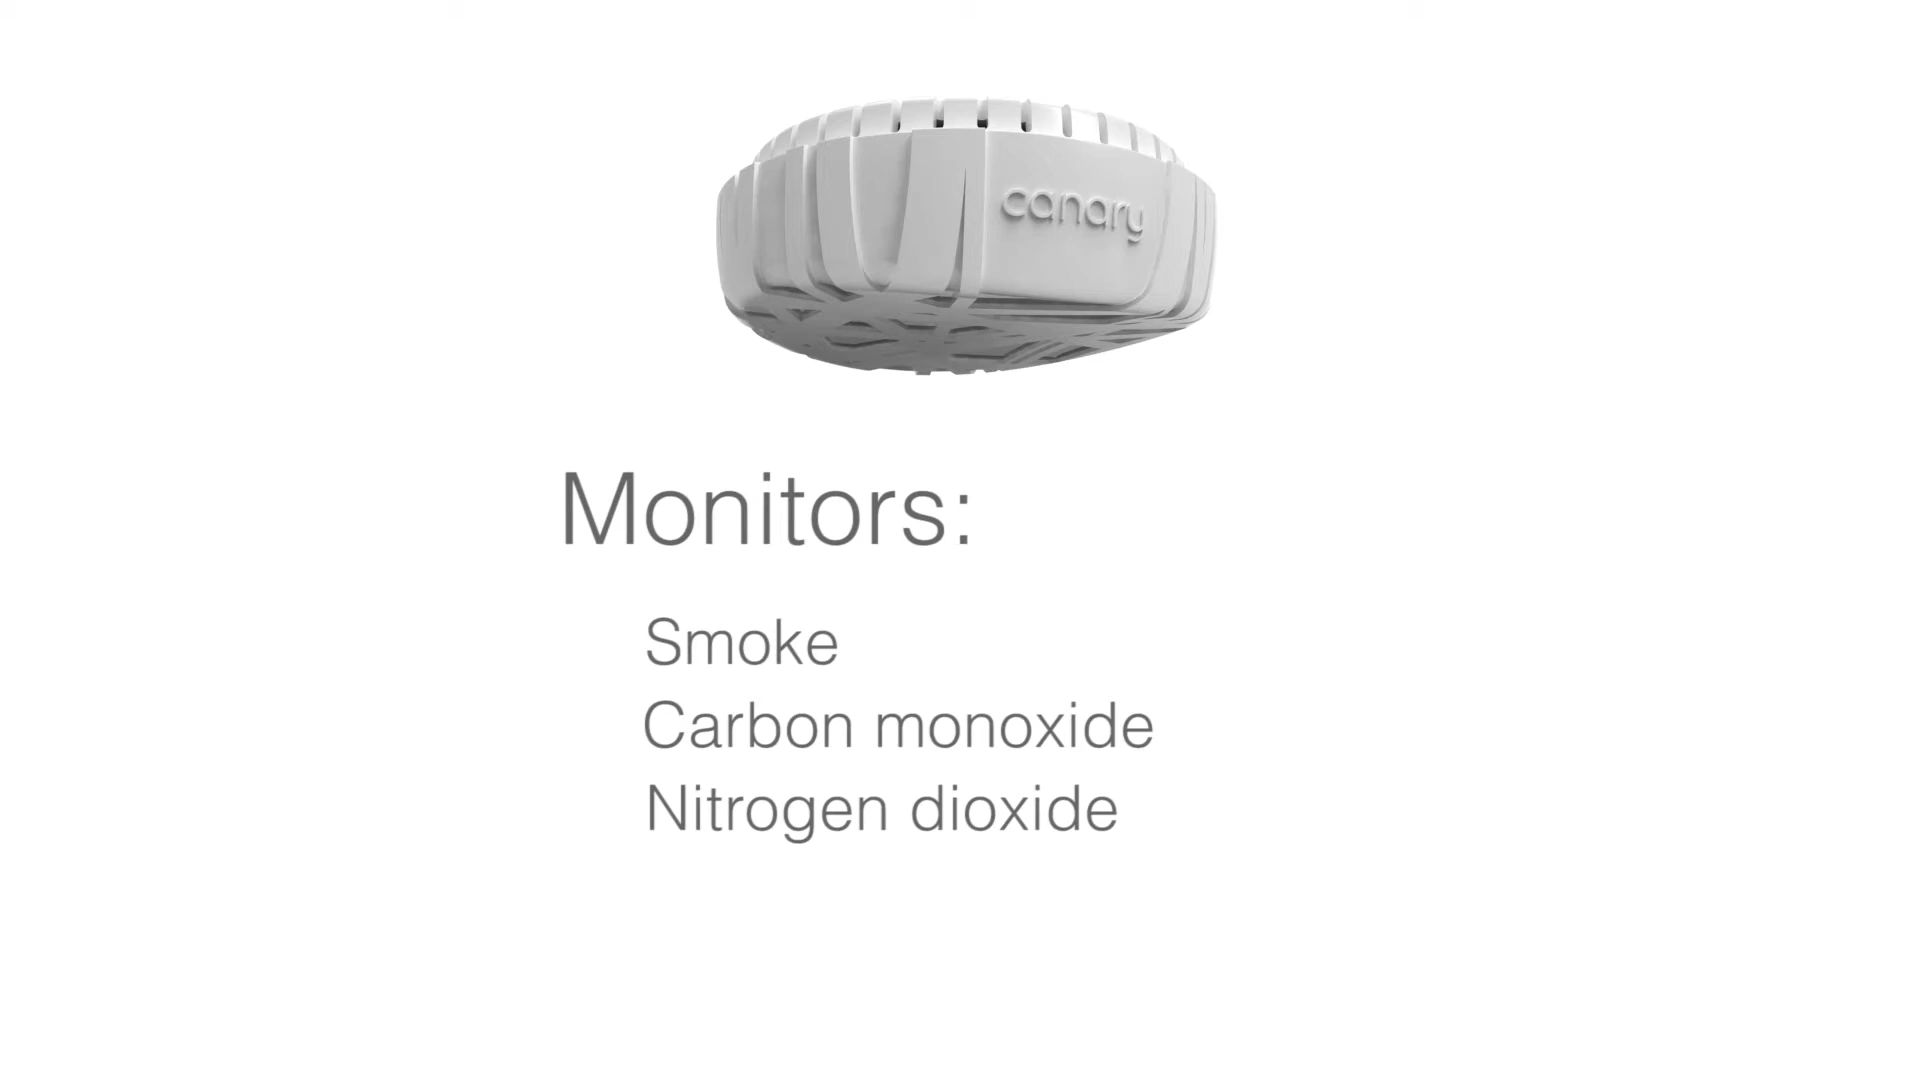 canary
Monitors:
Smoke
Carbon monoxide
Nitrogen dioxide